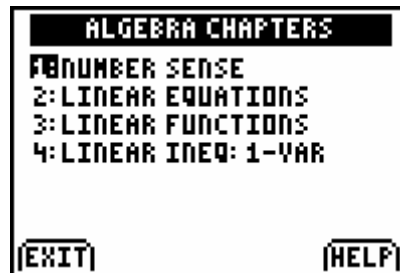 ALGEBRA CHAPTERS
1:NUMBER SENSE
2:LINEAR EQUATIONS
3:LINEAR FUNCTIONS
4:LINEAR INEQ: 1-VAR
EXIT HELP